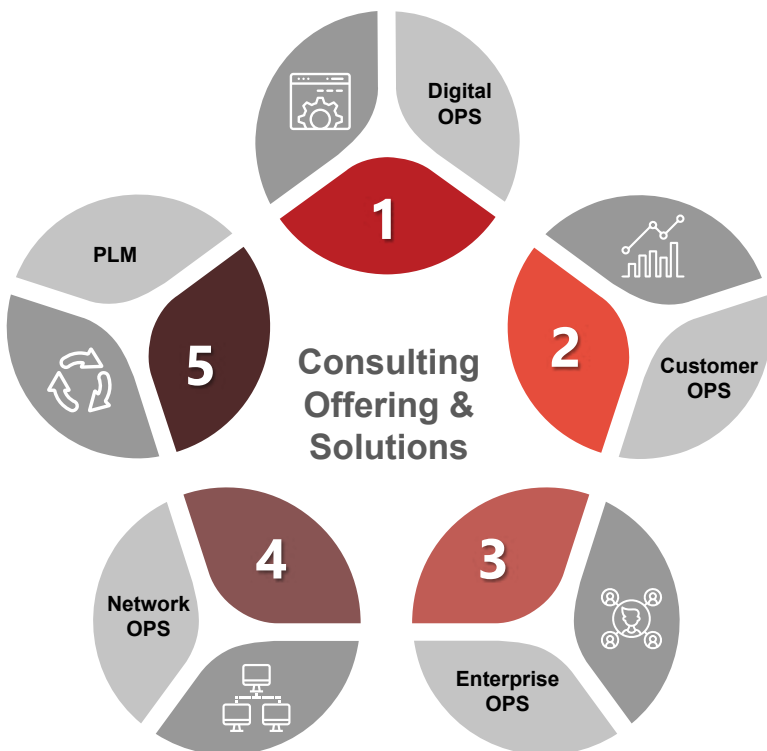 Digital
OPS
1
2
Customer
OPS
3
Enterprise
OPS
4
Network
OPS
5
PLM
Consulting
Offering &
Solutions